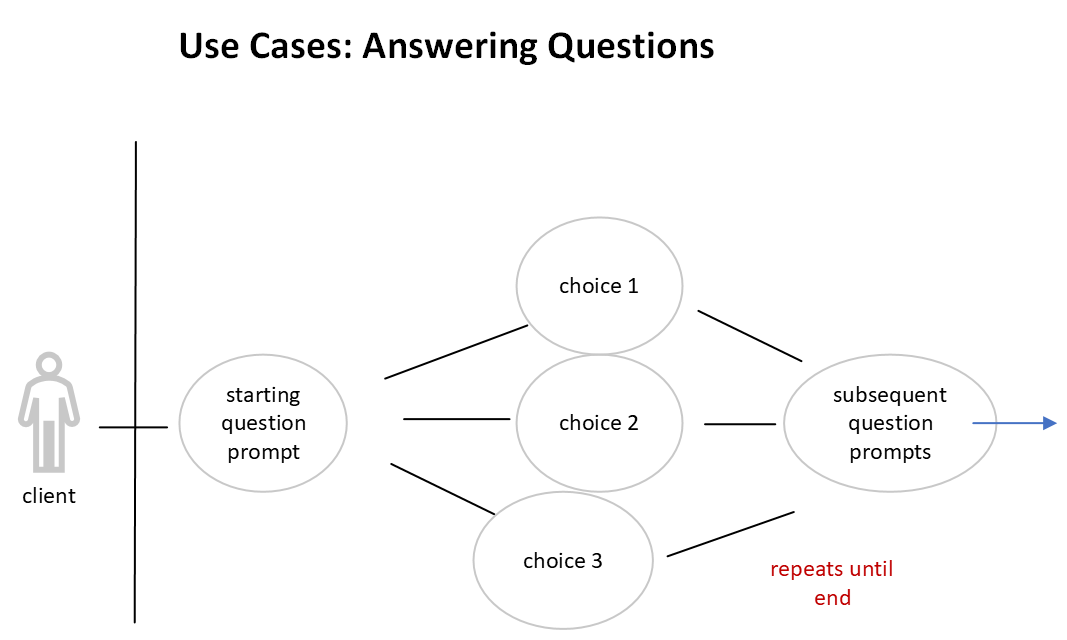 Use Cases: Answering Questions
client
starting
question
prompt
choice 1
choice 2
choice 3
subsequent
question
prompts
repeats until
end